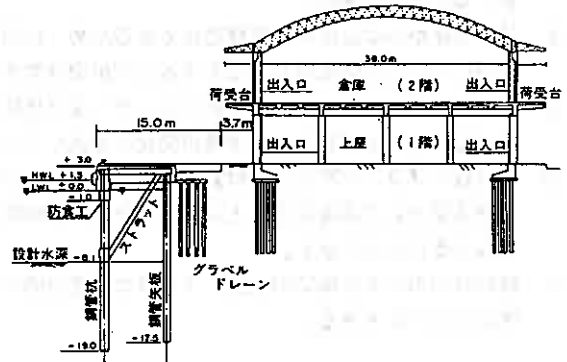 38.0m
荷受台 出入口 倉庫 (2階) 出入口 荷受台
15.0m 3.7m
出入口 上屋 (1階) 出入口
+3.0
HWL +1.5
LWL ±0.0
-1.0
防食工
ストラット
設計水深 -8.1
グラベル
ドレーン
鋼管杭
鋼管矢板
-19.0
-17.5